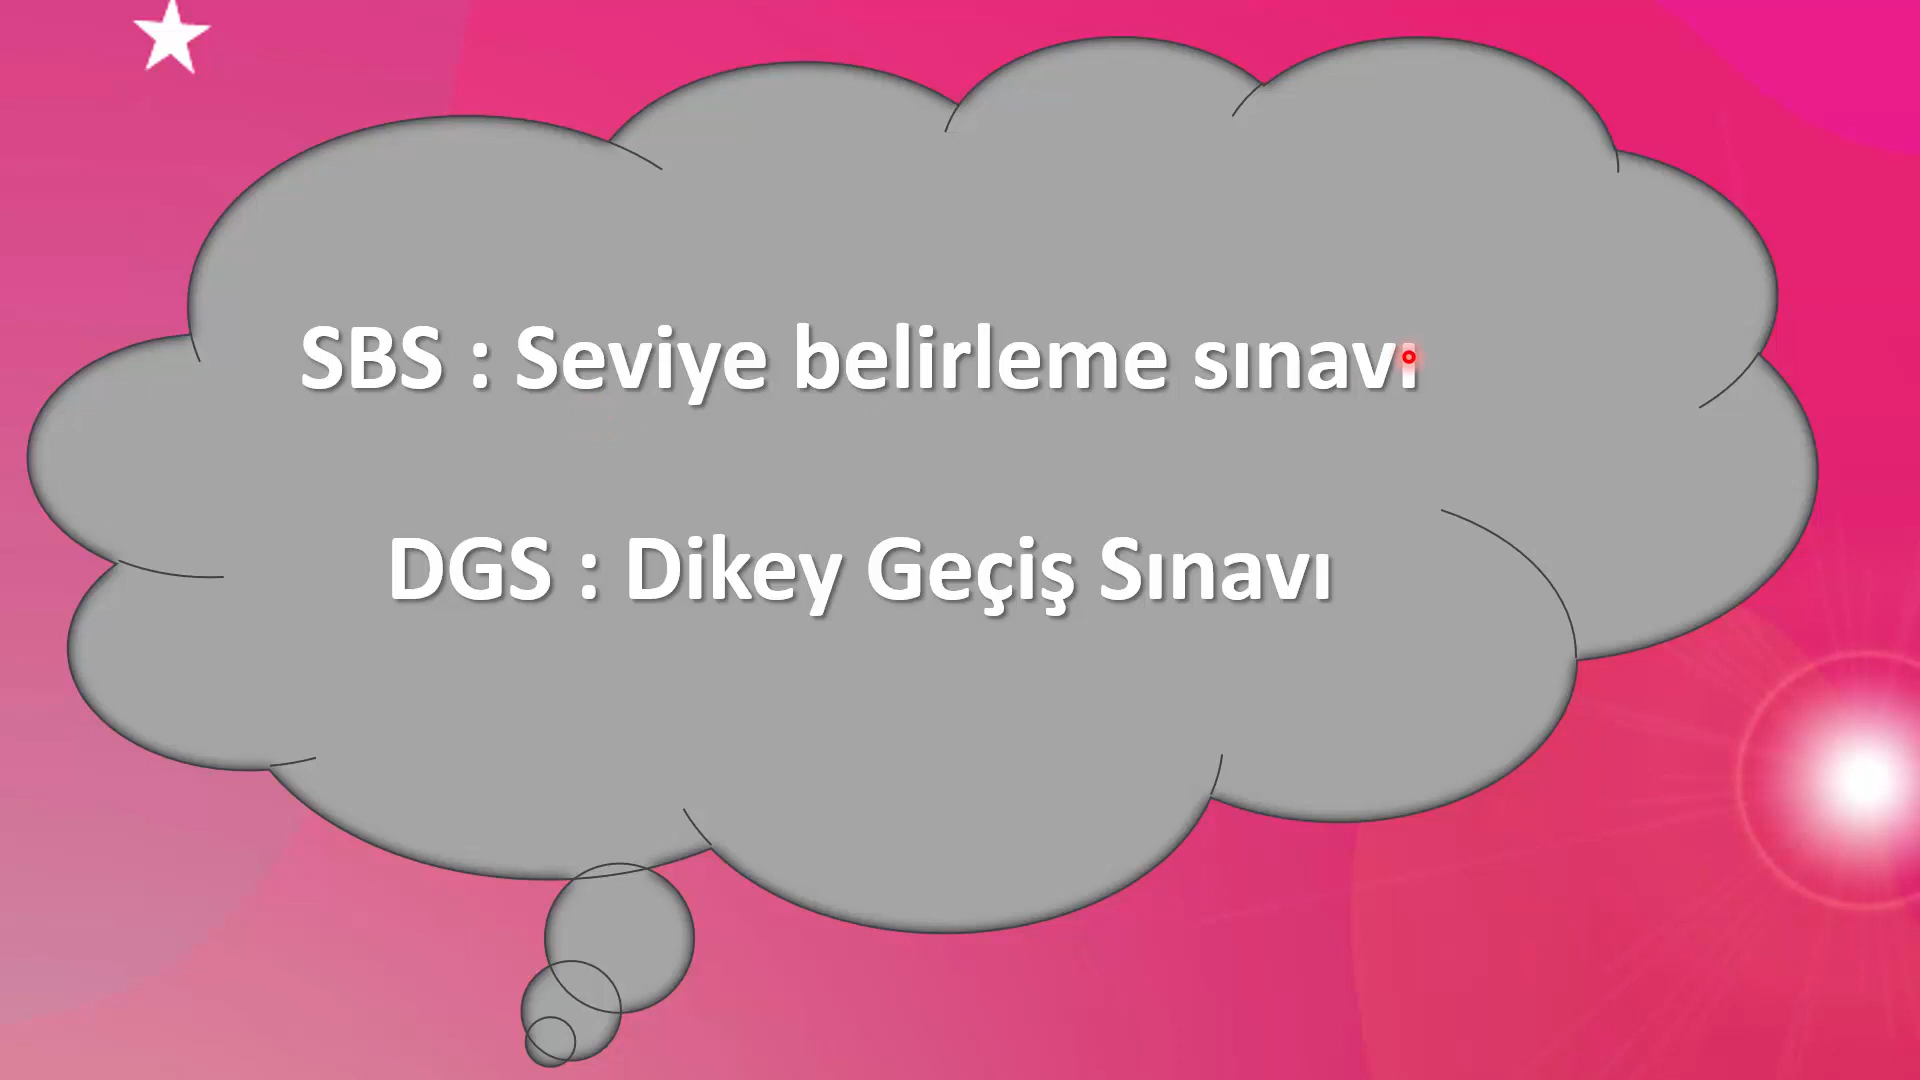 SBS : Seviye belirleme sınavı
DGS : Dikey Geçiş Sınavı